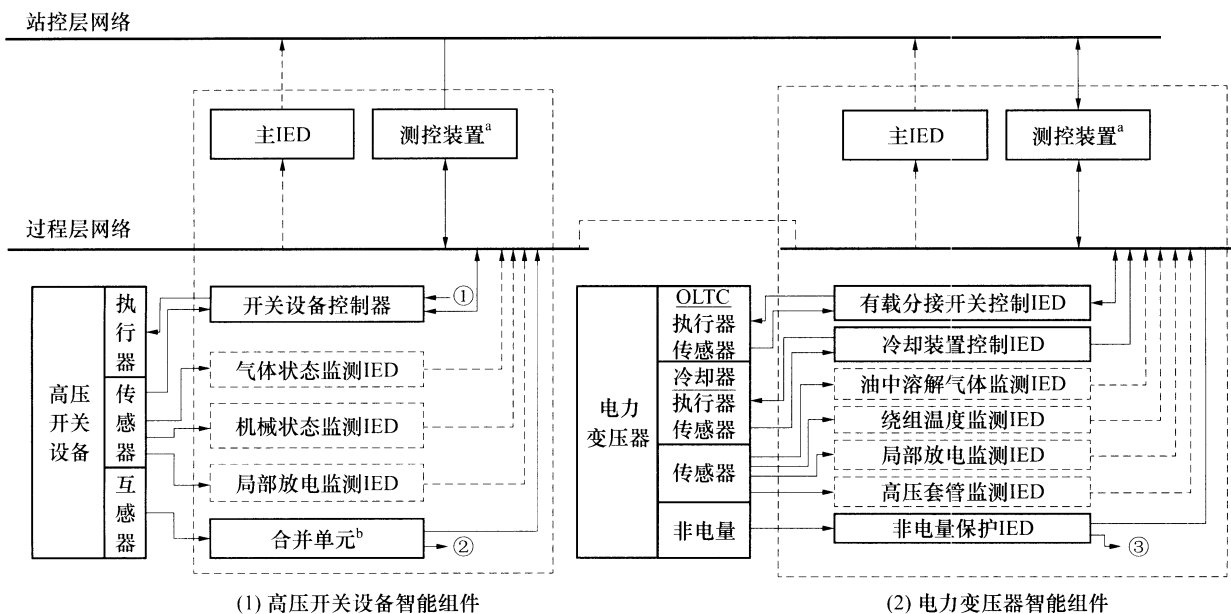 站控层网络
主IED
测控装置a
主IED
测控装置a
过程层网络
高压
开关
设备
执
行
器
传
感
器
互
感
器
开关设备控制器
①
气体状态监测IED
机械状态监测IED
局部放电监测IED
合并单元b
②
电力
变压器
OLTC
执行器
传感器
冷却器
执行器
传感器
传感器
非电量
有载分接开关控制IED
冷却装置控制IED
油中溶解气体监测IED
绕组温度监测IED
局部放电监测IED
高压套管监测IED
非电量保护IED
③
(1) 高压开关设备智能组件
(2) 电力变压器智能组件